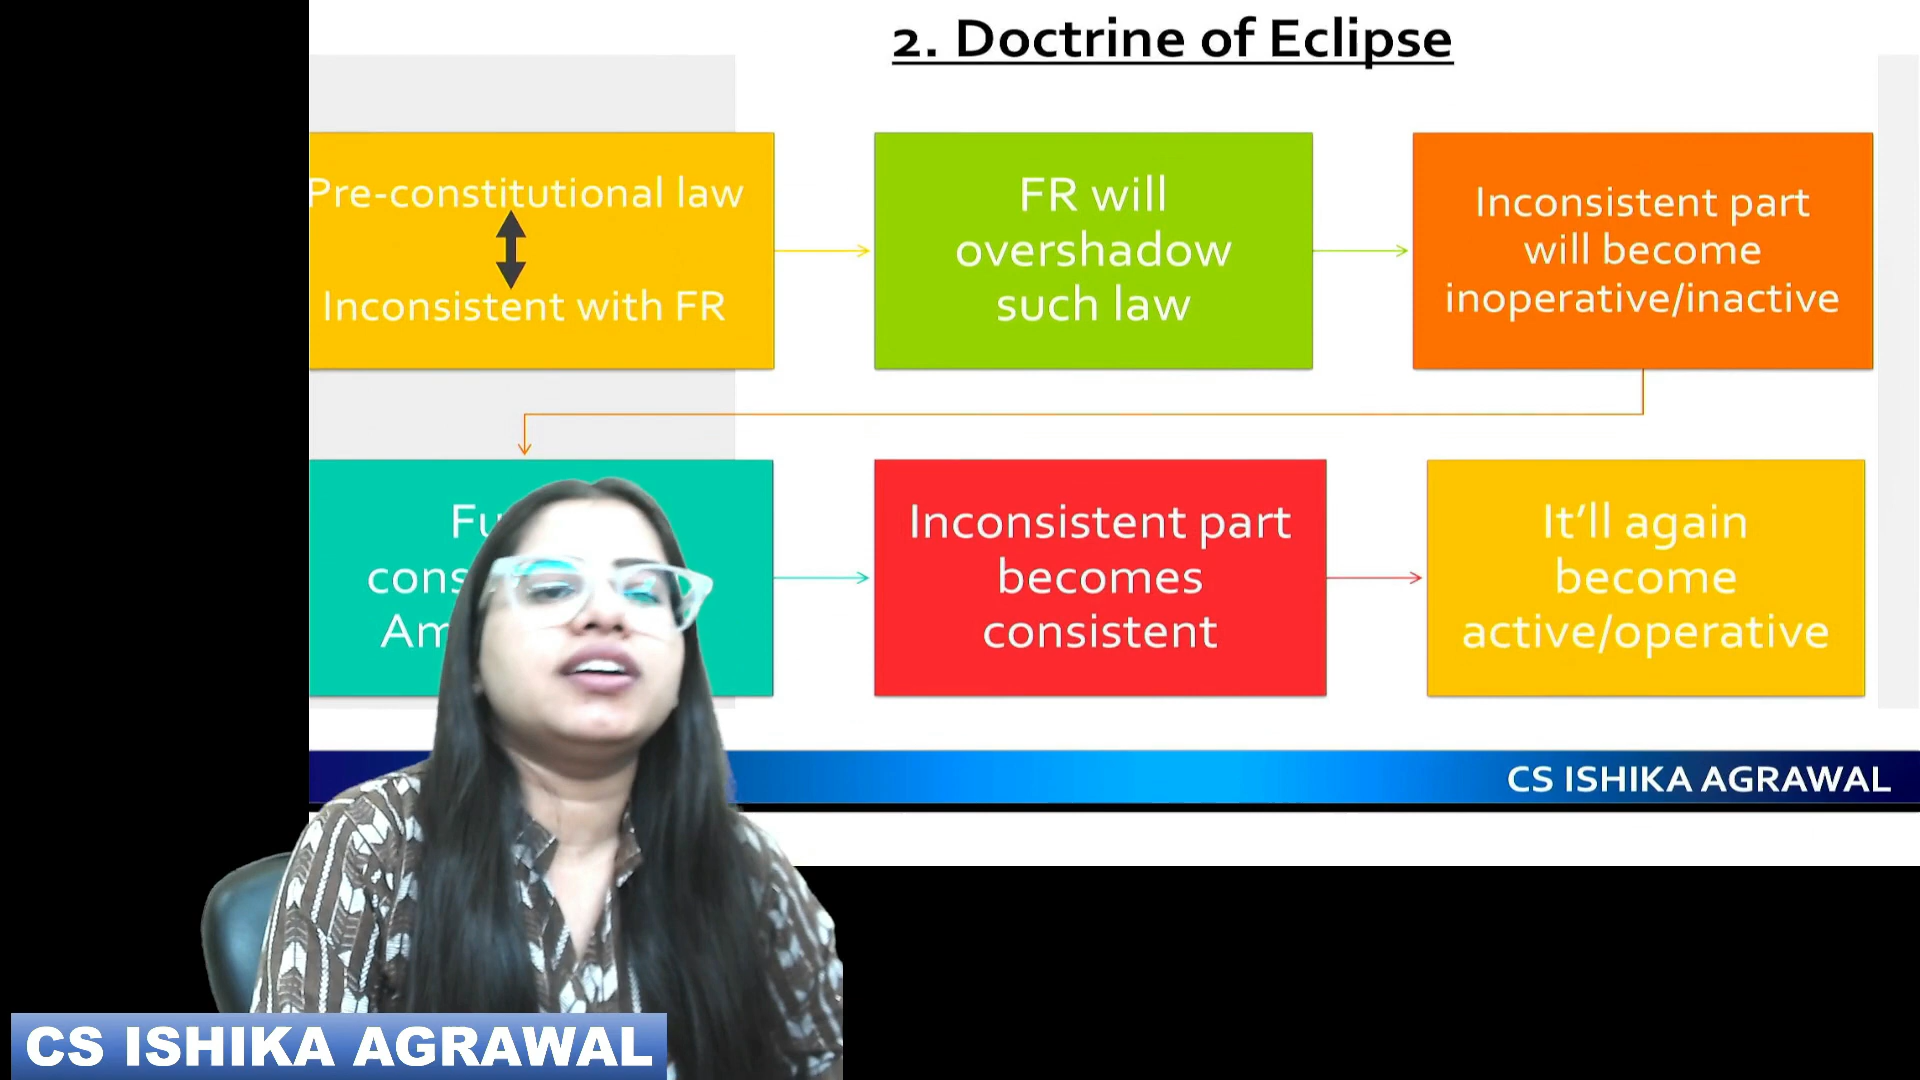 2. Doctrine of Eclipse
Pre-constitutional law
Inconsistent with FR
FR will
overshadow
such law
Inconsistent part
will become
inoperative/inactive
Inconsistent part
becomes
consistent
It'll again
become
active/operative
CS ISHIKA AGRAWAL
CS ISHIKA AGRAWAL